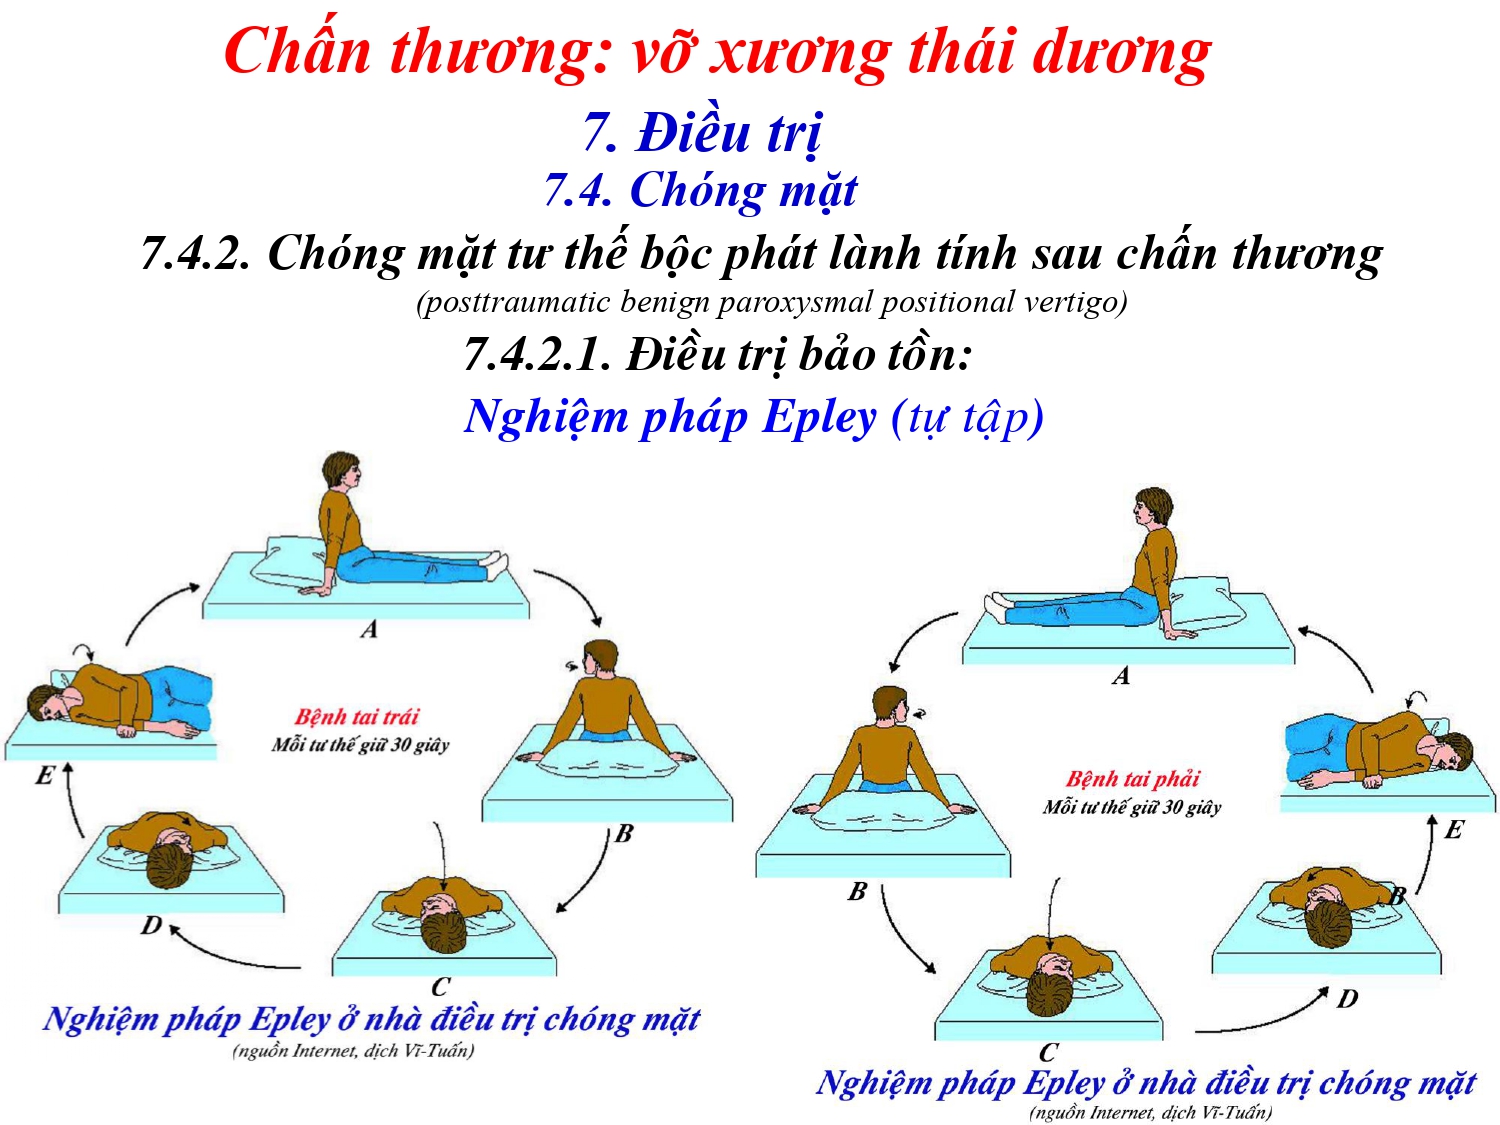 Chấn thương: vỡ xương thái dương
7. Điều trị
7.4. Chóng mặt
7.4.2. Chóng mặt tư thế bộc phát lành tính sau chấn thương
(posttraumatic benign paroxysmal positional vertigo)
7.4.2.1. Điều trị bảo tồn:
Nghiệm pháp Epley (tự tập)
A
B
C
D
E
Bệnh tai trái
Mỗi tư thế giữ 30 giây
Nghiệm pháp Epley ở nhà điều trị chóng mặt
(nguồn Internet, dịch Vĩ-Tuấn)
A
B
C
D
B
E
Bệnh tai phải
Mỗi tư thế giữ 30 giây
Nghiệm pháp Epley ở nhà điều trị chóng mặt
(nguồn Internet, dịch Vĩ-Tuấn)